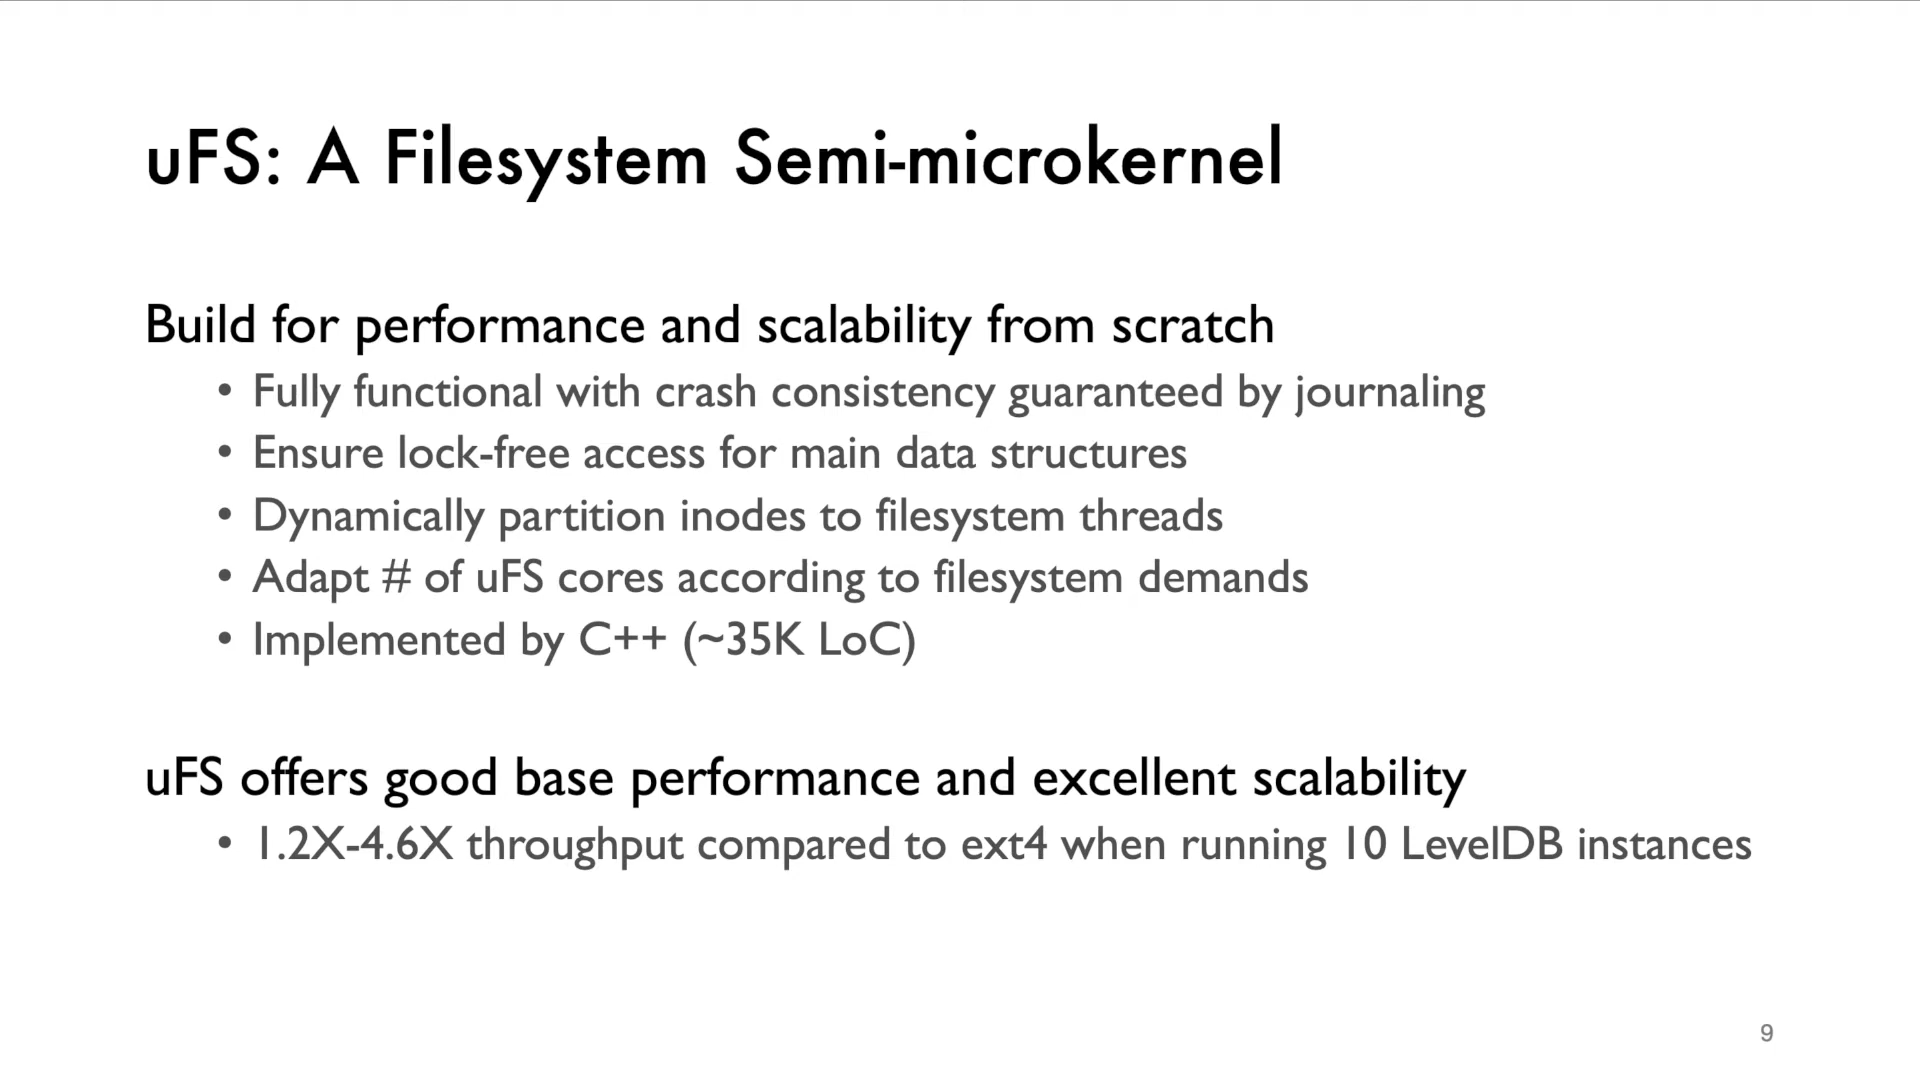 uFS: A Filesystem Semi-microkernel
Build for performance and scalability from scratch
• Fully functional with crash consistency guaranteed by journaling
• Ensure lock-free access for main data structures
• Dynamically partition inodes to filesystem threads
• Adapt # of uFS cores according to filesystem demands
• Implemented by C++ (~35K LoC)
uFS offers good base performance and excellent scalability
• 1.2X-4.6X throughput compared to ext4 when running 10 LevelDB instances
9